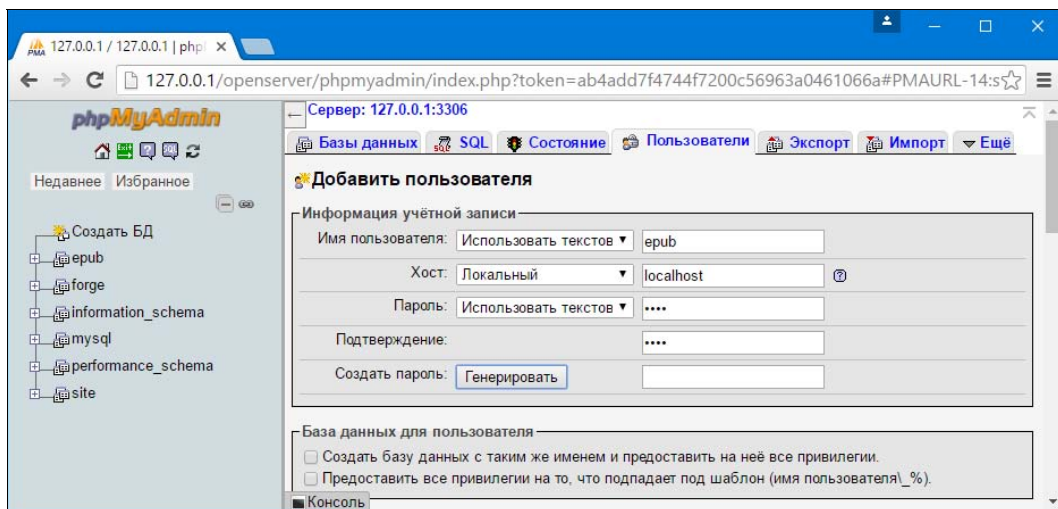 127.0.0.1 / 127.0.0.1 | php
127.0.0.1/openserver/phpmyadmin/index.php?token=ab4add7f4744f7200c56963a0461066a#PMAURL-14:s
phpMyAdmin
Недавнее Избранное
Создать БД
epub
forge
information_schema
mysql
performance_schema
site
Сервер: 127.0.0.1:3306
Базы данных SQL Состояние Пользователи Экспорт Импорт Ещё
Добавить пользователя
Информация учётной записи
Имя пользователя: Использовать текстов epub
Хост: Локальный localhost
Пароль: Использовать текстов ••••
Подтверждение: ••••
Создать пароль: Генерировать
База данных для пользователя
Создать базу данных с таким же именем и предоставить на неё все привилегии.
Предоставить все привилегии на то, что подпадает под шаблон (имя пользователя\_%).
Консоль